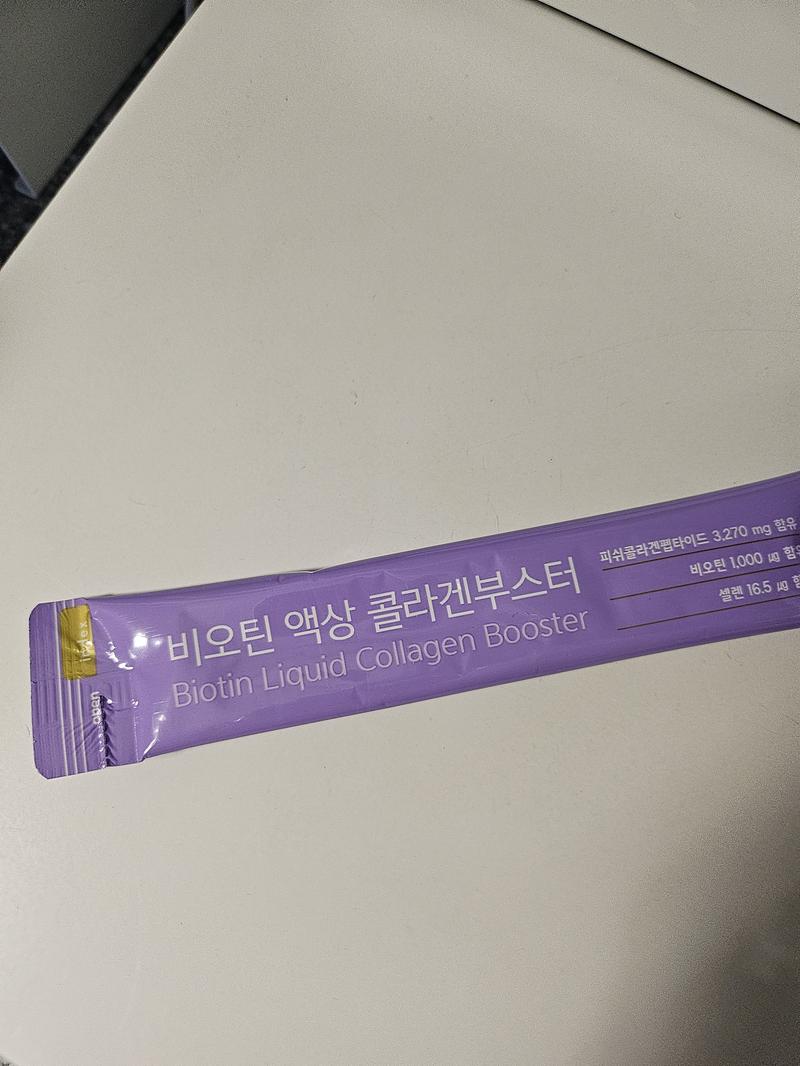 비오틴 액상 콜라겐부스터
Biotin Liquid Collagen Booster
피쉬콜라겐펩타이드 3,270 mg 함유
비오틴 1,000 ㎍ 함유
셀렌 16.5 ㎍
open